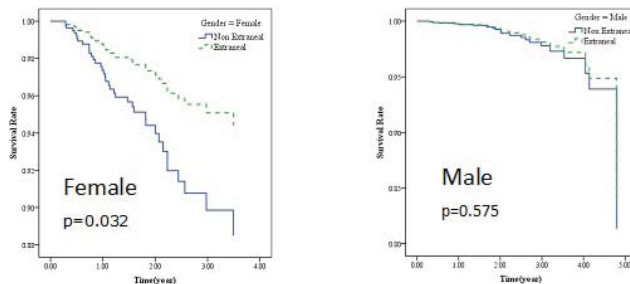 Gender = Female
Non Extraneal
Extraneal
1.00
0.98
0.96
0.94
0.92
0.90
0.88
Survival Rate
Female
p=0.032
0.00
1.00
2.00
3.00
4.00
Time(year)
Gender = Male
Non Extraneal
Extraneal
1.00
0.95
0.90
0.85
0.80
Survival Rate
Male
p=0.575
0.00
1.00
2.00
3.00
4.00
5.00
Time(year)